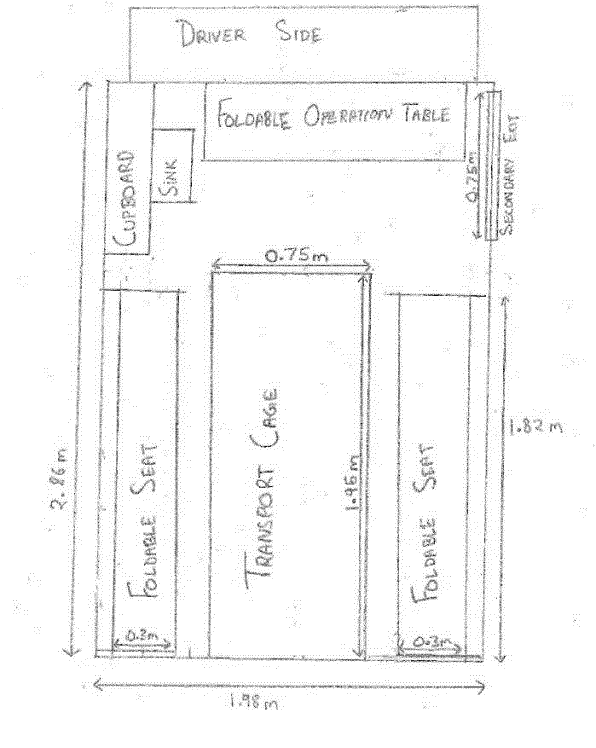 DRIVER SIDE
FOLDABLE OPERATION TABLE
CUPBOARD
SINK
0.75m
SECONDARY EXIT
0.75m
2.86m
FOLDABLE SEAT
TRANSPORT CAGE
1.95m
FOLDABLE SEAT
1.82m
0.3m
0.3m
1.98m